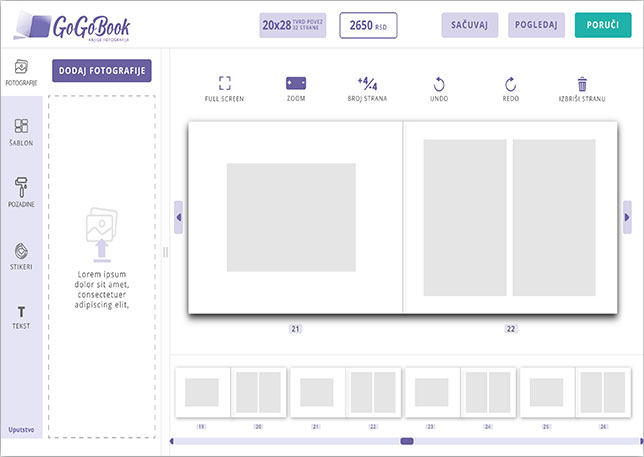 GoGoBook
KNJIGE FOTOGRAFIJA
20x28 TVRD POVEZ
32 STRANE
2650 RSD
SAČUVAJ
POGLEDAJ
PORUČI
FOTOGRAFIJE
DODAJ FOTOGRAFIJE
FULL SCREEN
ZOOM
+4/-4
BROJ STRANA
UNDO
REDO
IZBRIŠI STRANU
ŠABLON
POZADINE
STIKERI
T
TEKST
Uputstvo
Lorem ipsum
dolor sit amet,
consectetuer
adipiscing elit,
21
22
19
20
21
22
23
24
25
26